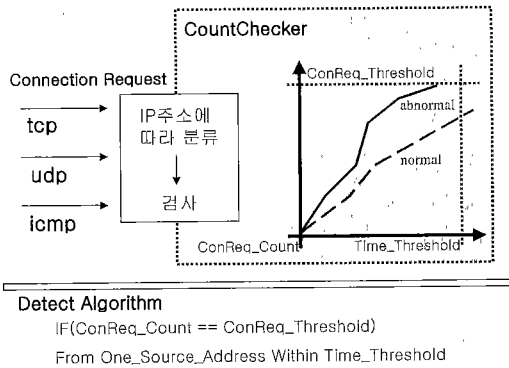 CountChecker
Connection Request
tcp
udp
icmp
IP주소에
따라 분류
검사
ConReq_Threshold
abnormal
normal
ConReq_Count
Time_Threshold
Detect Algorithm
IF(ConReq_Count == ConReq_Threshold)
From One_Source_Address Within Time_Threshold